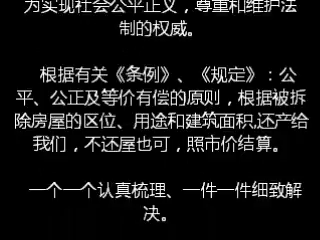 为实现社会公平正义，尊重和维护法
制的权威。
根据有关《条例》、《规定》：公
平、公正及等价有偿的原则，根据被拆
除房屋的区位、用途和建筑面积,还产给
我们，不还屋也可，照市价结算。
一个一个认真梳理、一件一件细致解
决。